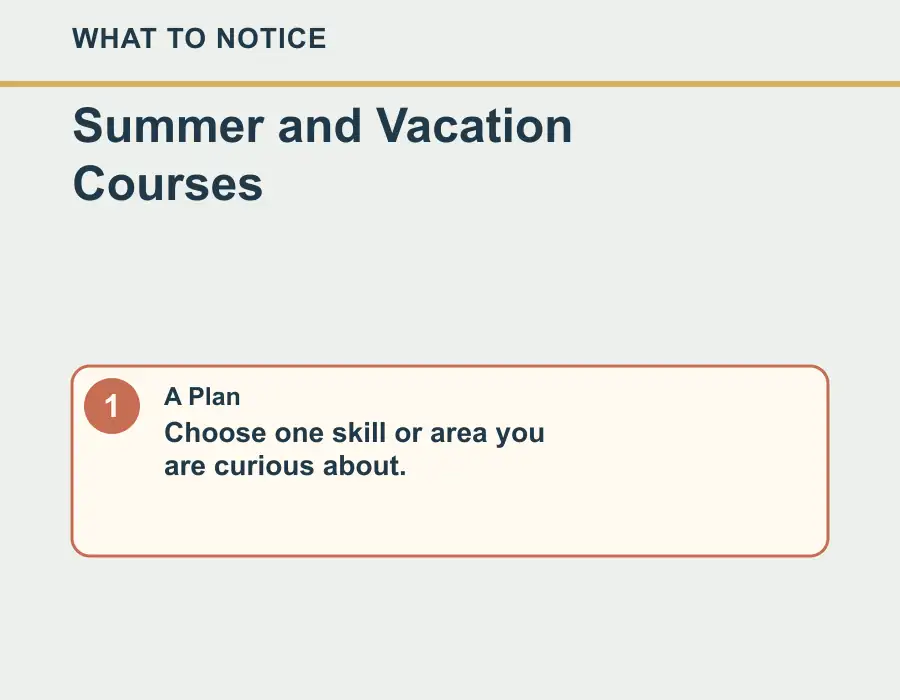 WHAT TO NOTICE
Summer and Vacation
Courses
1
A Plan
Choose one skill or area you
are curious about.